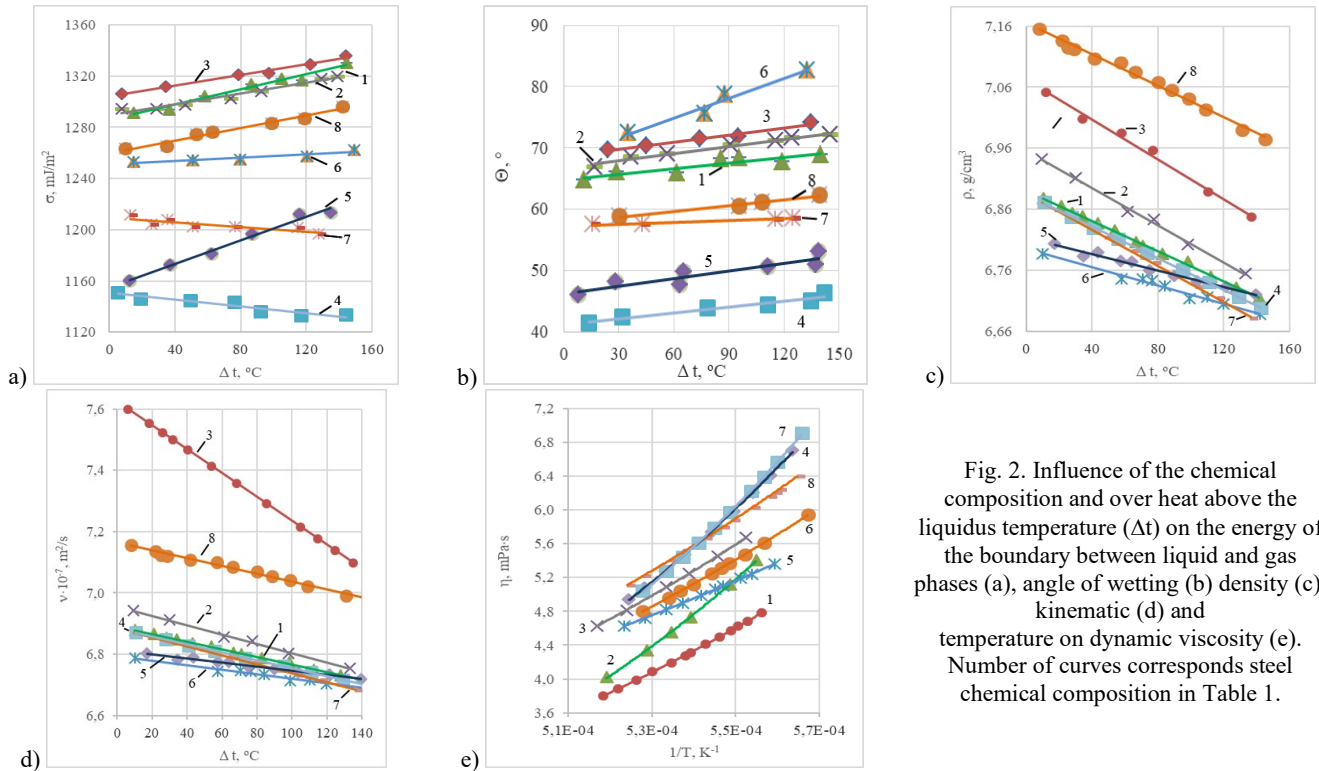 1360
1320
1280
1240
1200
1160
1120
σ, mJ/m²
3
1
2
8
6
5
7
4
0 40 80 120 160
Δ t, °C
a)
90
80
70
60
50
40
Θ, °
6
3
2
1
8
7
5
4
0 30 60 90 120 150
Δ t, °C
b)
7,16
7,06
6,96
6,86
6,76
6,66
ρ, g/cm³
8
3
2
1
5
6
4
7
0 40 80 120 160
Δ t, °C
c)
7,6
7,4
7,2
7,0
6,8
6,6
ν·10⁻⁷, m²/s
3
8
2
1
4
5
6
7
0 20 40 60 80 100 120 140
Δ t, °C
d)
7,2
6,8
6,4
6,0
5,6
5,2
4,8
4,4
4,0
3,6
η, mPa·s
7
4
8
6
5
3
1
2
5,1E-04 5,3E-04 5,5E-04 5,7E-04
1/T, K⁻¹
e)
Fig. 2. Influence of the chemical
composition and over heat above the
liquidus temperature (Δt) on the energy of
the boundary between liquid and gas
phases (a), angle of wetting (b) density (c)
kinematic (d) and
temperature on dynamic viscosity (e).
Number of curves corresponds steel
chemical composition in Table 1.